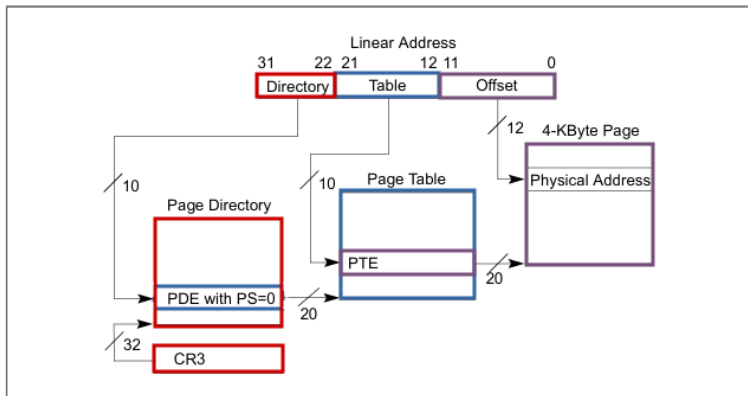 Linear Address
31 22 21 12 11 0
Directory Table Offset
12
4-KByte Page
10
10
Page Table
Physical Address
Page Directory
PTE
20
PDE with PS=0
20
32
CR3